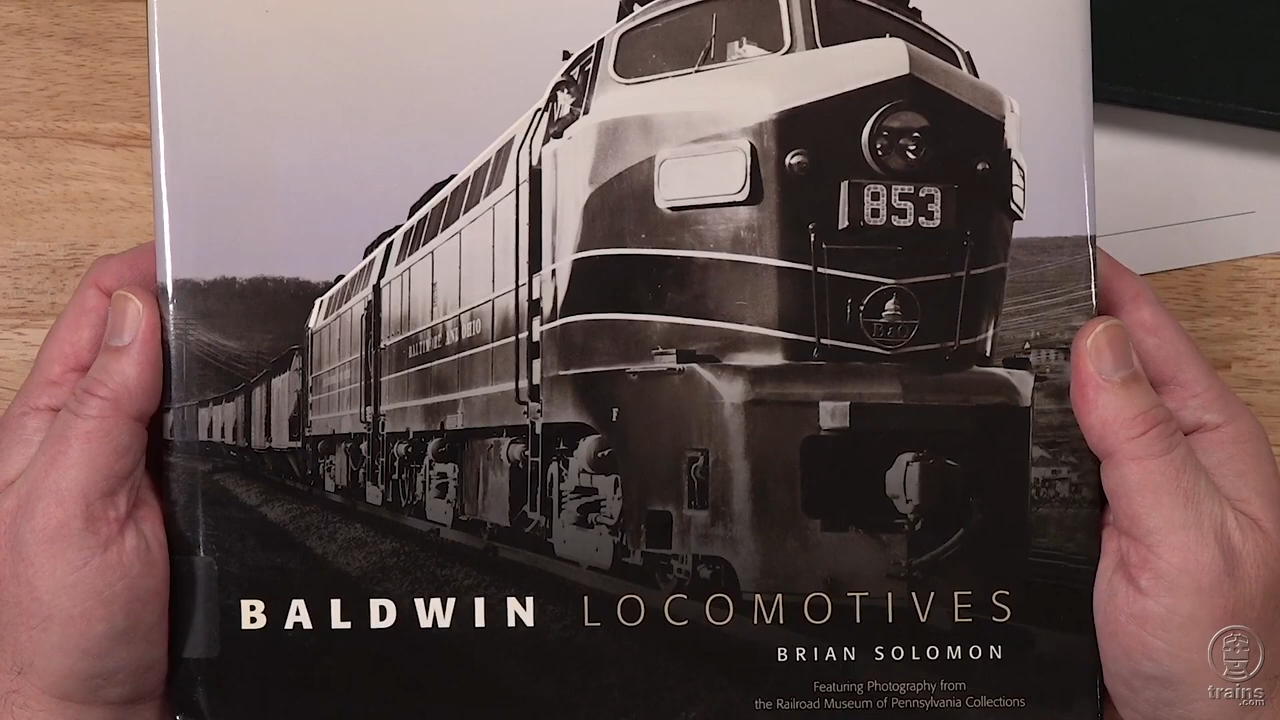 853
B&O
BALTIMORE AND OHIO
F
BALDWIN LOCOMOTIVES
BRIAN SOLOMON
Featuring Photography from
the Railroad Museum of Pennsylvania Collections
trains
.com